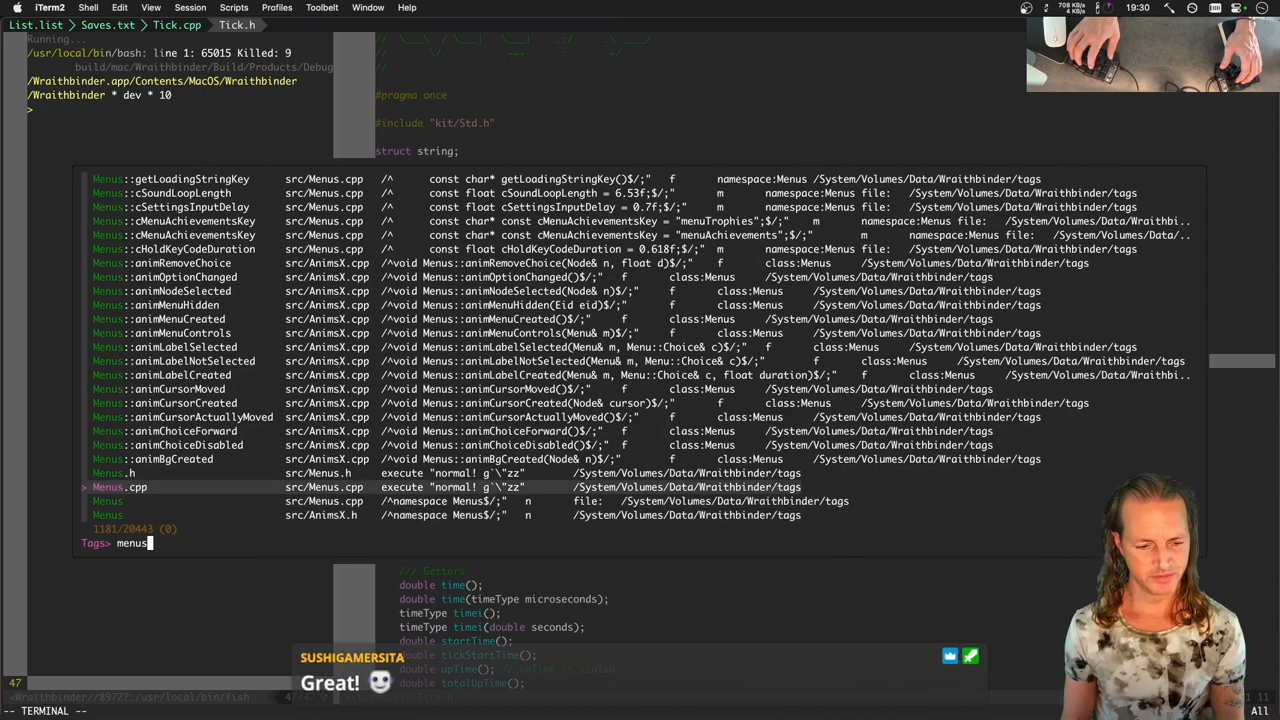 iTerm2 Shell Edit View Session Scripts Profiles Toolbelt Window Help 708 KB/s 4 KB/s 19:30
List.list > Saves.txt > Tick.cpp > Tick.h
Running...
/usr/local/bin/bash: line 1: 65015 Killed: 9
build/mac/Wraithbinder/Build/Products/Debug
/Wraithbinder.app/Contents/MacOS/Wraithbinder
/Wraithbinder * dev * 10
>
//
#pragma once
#include "kit/Std.h"
struct string;
Menus::getLoadingStringKey src/Menus.cpp /^ const char* getLoadingStringKey()$/;" f namespace:Menus /System/Volumes/Data/Wraithbinder/tags
Menus::cSoundLoopLength src/Menus.cpp /^ const float cSoundLoopLength = 6.53f;$/;" m namespace:Menus file: /System/Volumes/Data/Wraithbinder/tags
Menus::cSettingsInputDelay src/Menus.cpp /^ const float cSettingsInputDelay = 0.7f;$/;" m namespace:Menus file: /System/Volumes/Data/Wraithbinder/tags
Menus::cMenuAchievementsKey src/Menus.cpp /^ const char* const cMenuAchievementsKey = "menuTrophies";$/;" m namespace:Menus file: /System/Volumes/Data/Wraithbi..
Menus::cMenuAchievementsKey src/Menus.cpp /^ const char* const cMenuAchievementsKey = "menuAchievements";$/;" m namespace:Menus file: /System/Volumes/Data/..
Menus::cHoldKeyCodeDuration src/Menus.cpp /^ const float cHoldKeyCodeDuration = 0.618f;$/;" m namespace:Menus file: /System/Volumes/Data/Wraithbinder/tags
Menus::animRemoveChoice src/AnimsX.cpp /^void Menus::animRemoveChoice(Node& n, float d)$/;" f class:Menus /System/Volumes/Data/Wraithbinder/tags
Menus::animOptionChanged src/AnimsX.cpp /^void Menus::animOptionChanged()$/;" f class:Menus /System/Volumes/Data/Wraithbinder/tags
Menus::animNodeSelected src/AnimsX.cpp /^void Menus::animNodeSelected(Node& n)$/;" f class:Menus /System/Volumes/Data/Wraithbinder/tags
Menus::animMenuHidden src/AnimsX.cpp /^void Menus::animMenuHidden(Eid eid)$/;" f class:Menus /System/Volumes/Data/Wraithbinder/tags
Menus::animMenuCreated src/AnimsX.cpp /^void Menus::animMenuCreated()$/;" f class:Menus /System/Volumes/Data/Wraithbinder/tags
Menus::animMenuControls src/AnimsX.cpp /^void Menus::animMenuControls(Menu& m)$/;" f class:Menus /System/Volumes/Data/Wraithbinder/tags
Menus::animLabelSelected src/AnimsX.cpp /^void Menus::animLabelSelected(Menu& m, Menu::Choice& c)$/;" f class:Menus /System/Volumes/Data/Wraithbinder/tags
Menus::animLabelNotSelected src/AnimsX.cpp /^void Menus::animLabelNotSelected(Menu& m, Menu::Choice& c)$/;" f class:Menus /System/Volumes/Data/Wraithbinder/tags
Menus::animLabelCreated src/AnimsX.cpp /^void Menus::animLabelCreated(Menu& m, Menu::Choice& c, float duration)$/;" f class:Menus /System/Volumes/Data/Wraithbi..
Menus::animCursorMoved src/AnimsX.cpp /^void Menus::animCursorMoved()$/;" f class:Menus /System/Volumes/Data/Wraithbinder/tags
Menus::animCursorCreated src/AnimsX.cpp /^void Menus::animCursorCreated(Node& cursor)$/;" f class:Menus /System/Volumes/Data/Wraithbinder/tags
Menus::animCursorActuallyMoved src/AnimsX.cpp /^void Menus::animCursorActuallyMoved()$/;" f class:Menus /System/Volumes/Data/Wraithbinder/tags
Menus::animChoiceForward src/AnimsX.cpp /^void Menus::animChoiceForward()$/;" f class:Menus /System/Volumes/Data/Wraithbinder/tags
Menus::animChoiceDisabled src/AnimsX.cpp /^void Menus::animChoiceDisabled()$/;" f class:Menus /System/Volumes/Data/Wraithbinder/tags
Menus::animBgCreated src/AnimsX.cpp /^void Menus::animBgCreated(Node& n)$/;" f class:Menus /System/Volumes/Data/Wraithbinder/tags
Menus.h src/Menus.h execute "normal! g`\"zz" /System/Volumes/Data/Wraithbinder/tags
> Menus.cpp src/Menus.cpp execute "normal! g`\"zz" /System/Volumes/Data/Wraithbinder/tags
Menus src/Menus.cpp /^namespace Menus$/;" n file: /System/Volumes/Data/Wraithbinder/tags
Menus src/AnimsX.h /^namespace Menus$/;" n /System/Volumes/Data/Wraithbinder/tags
1181/20443 (0)
Tags> menus
/// Getters
double time();
double time(timeType microseconds);
timeType timei();
timeType timei(double seconds);
double startTime();
double tickStartTime();
double upTime(); // upTime is scaled
double totalUpTime();
SUSHIGAMERSITA
Great!
47
<Wraithbinder//89727:/usr/local/bin/fish
-- TERMINAL --
All